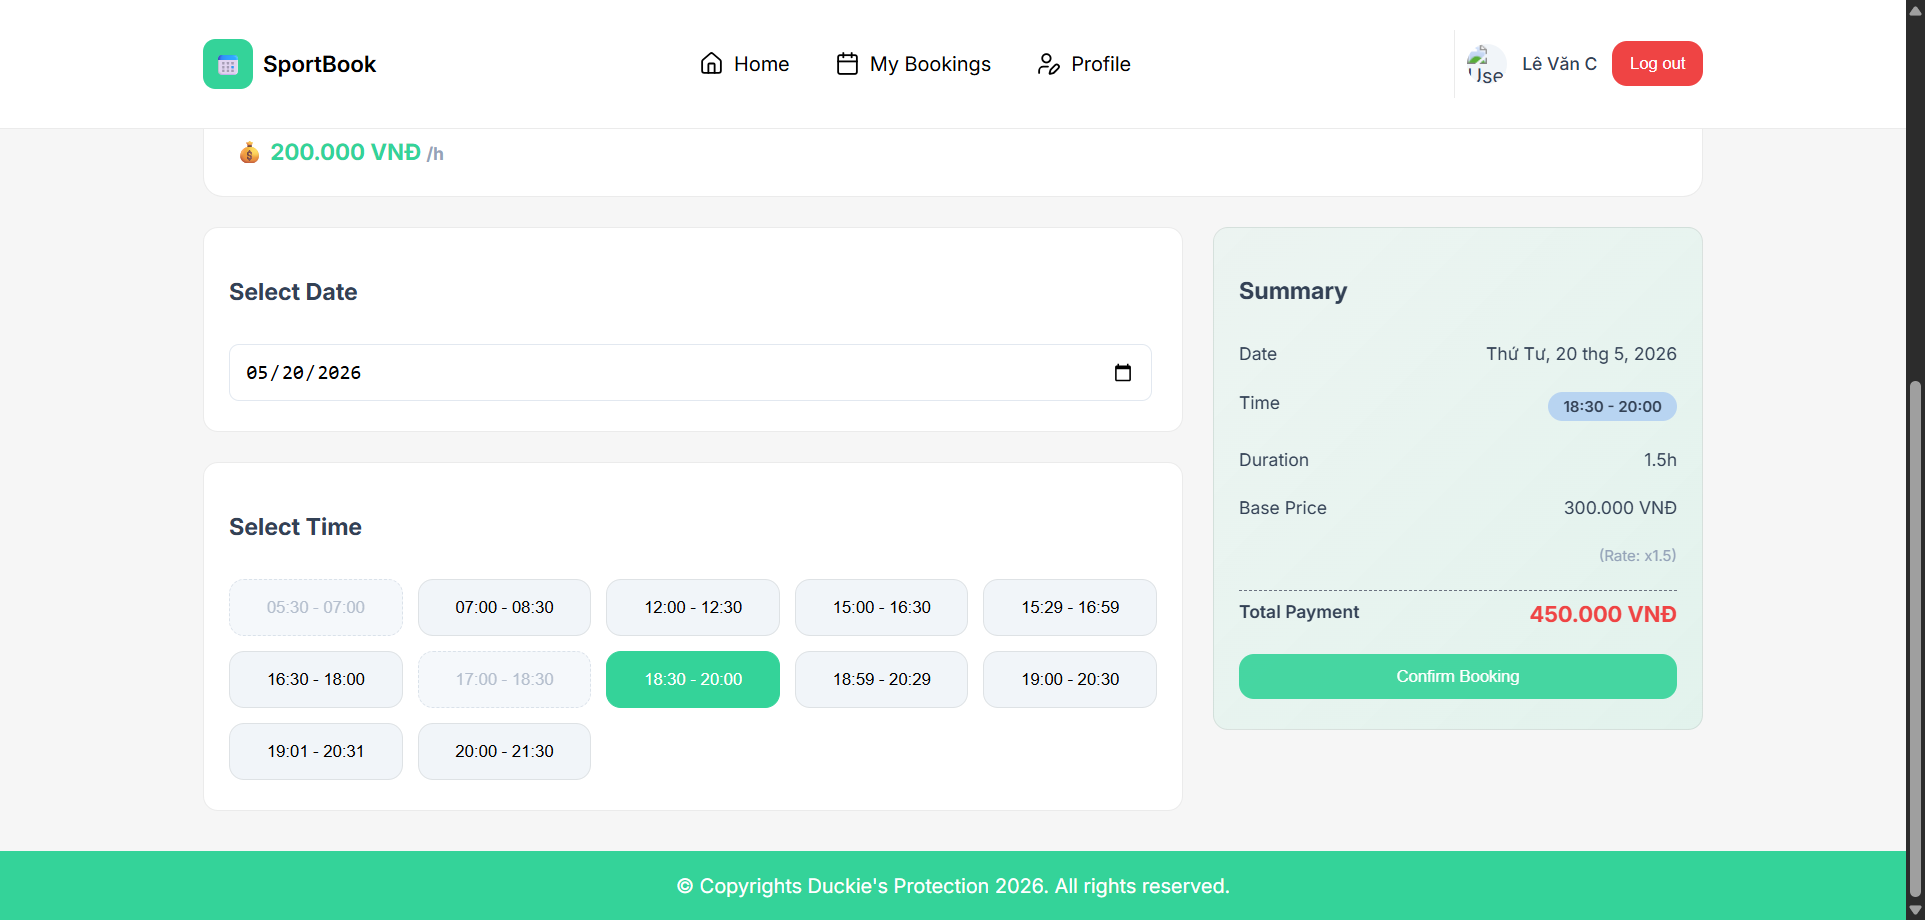 SportBook
Home
My Bookings
Profile
Use
Lê Văn C
Log out
200.000 VNĐ /h
Select Date
05/20/2026
Select Time
05:30 - 07:00
07:00 - 08:30
12:00 - 12:30
15:00 - 16:30
15:29 - 16:59
16:30 - 18:00
17:00 - 18:30
18:30 - 20:00
18:59 - 20:29
19:00 - 20:30
19:01 - 20:31
20:00 - 21:30
Summary
Date
Thứ Tư, 20 thg 5, 2026
Time
18:30 - 20:00
Duration
1.5h
Base Price
300.000 VNĐ
(Rate: x1.5)
Total Payment
450.000 VNĐ
Confirm Booking
© Copyrights Duckie's Protection 2026. All rights reserved.